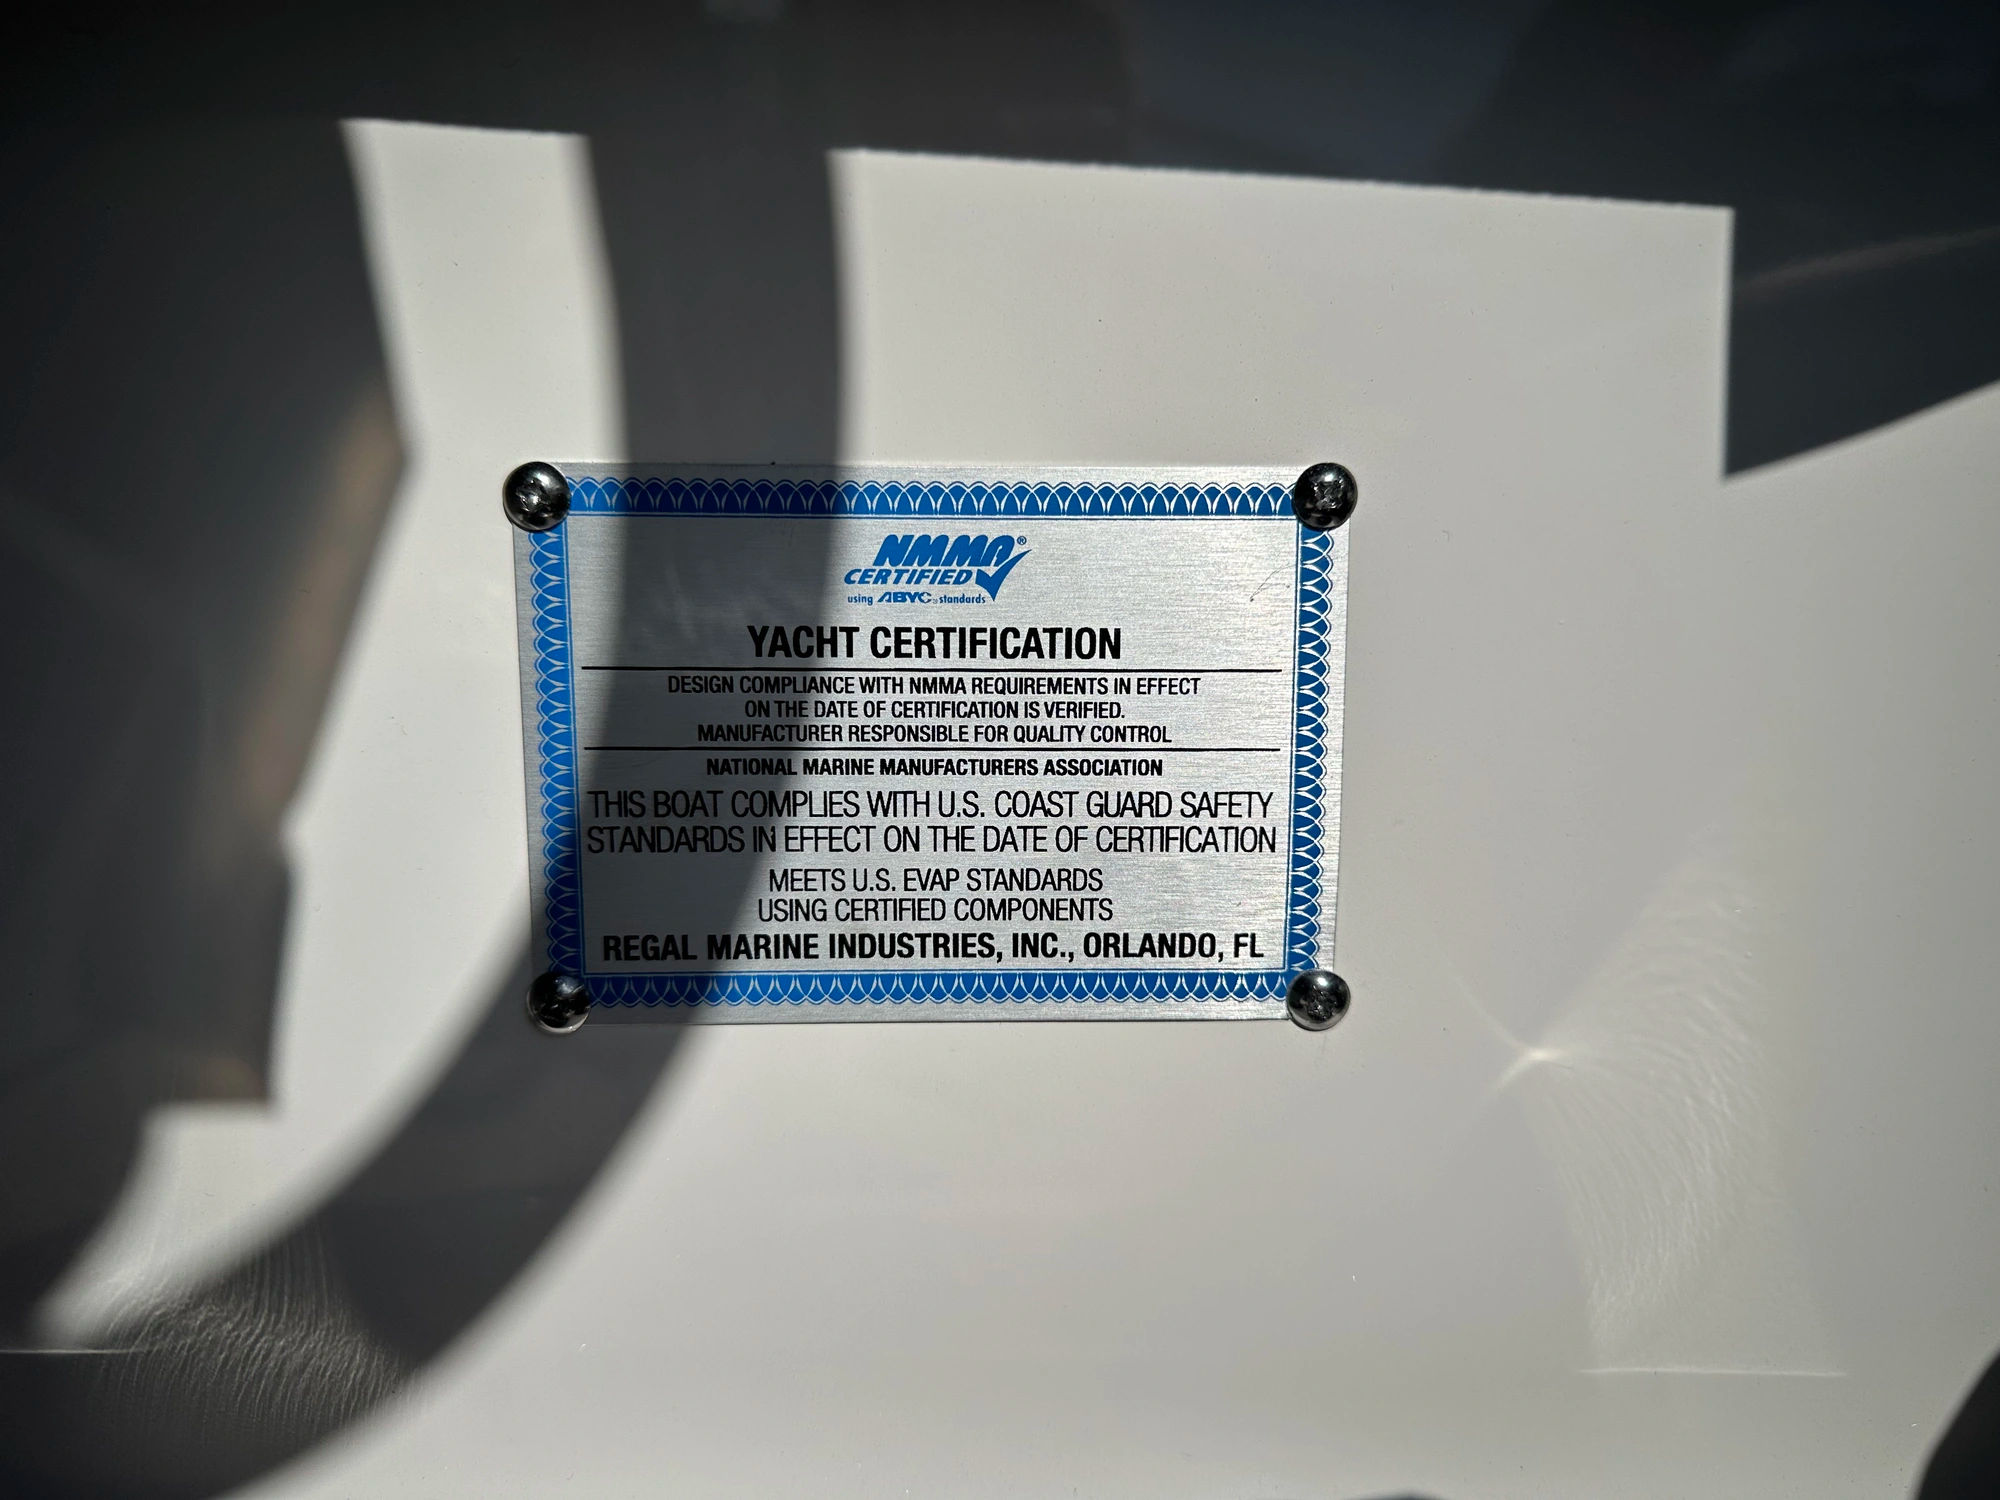 NMMA®
CERTIFIED
using ABYC standards
YACHT CERTIFICATION
DESIGN COMPLIANCE WITH NMMA REQUIREMENTS IN EFFECT
ON THE DATE OF CERTIFICATION IS VERIFIED.
MANUFACTURER RESPONSIBLE FOR QUALITY CONTROL
NATIONAL MARINE MANUFACTURERS ASSOCIATION
THIS BOAT COMPLIES WITH U.S. COAST GUARD SAFETY
STANDARDS IN EFFECT ON THE DATE OF CERTIFICATION
MEETS U.S. EVAP STANDARDS
USING CERTIFIED COMPONENTS
REGAL MARINE INDUSTRIES, INC., ORLANDO, FL